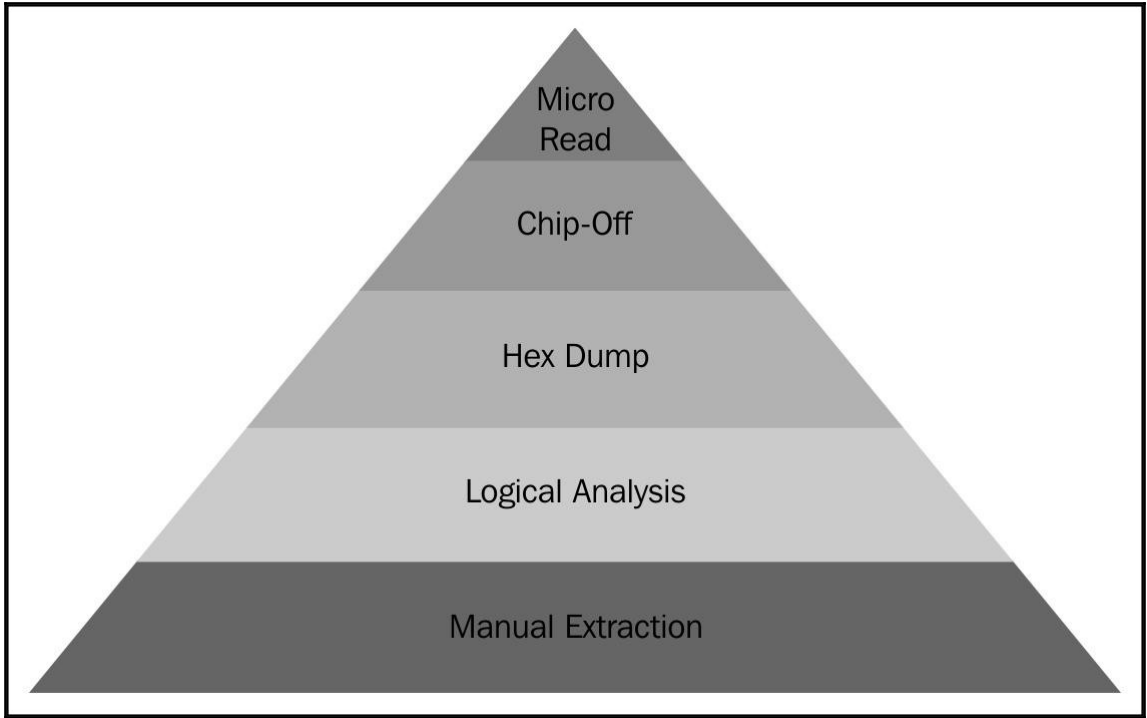 Micro
Read
Chip-Off
Hex Dump
Logical Analysis
Manual Extraction